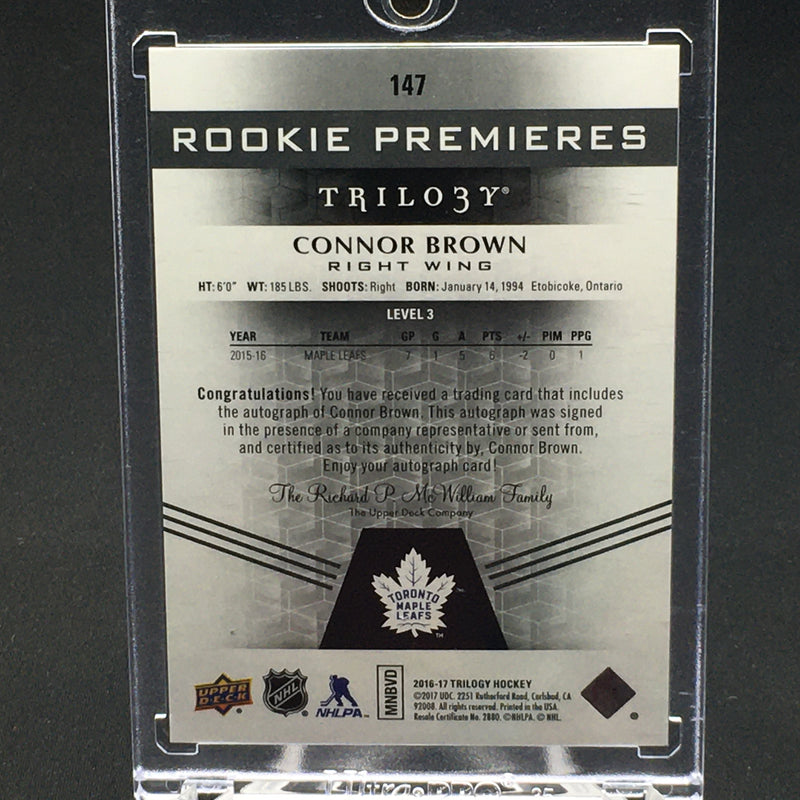 147
ROOKIE PREMIERES
TRILO3Y®
CONNOR BROWN
RIGHT WING
HT: 6'0" WT: 185 LBS. SHOOTS: Right BORN: January 14, 1994 Etobicoke, Ontario
LEVEL 3
YEAR TEAM GP G A PTS +/- PIM PPG
2015-16 MAPLE LEAFS 7 1 5 6 -2 0 1
Congratulations! You have received a trading card that includes
the autograph of Connor Brown. This autograph was signed
in the presence of a company representative or sent from,
and certified as to its authenticity by, Connor Brown.
Enjoy your autograph card!
The Richard P. McWilliam Family
The Upper Deck Company
TORONTO
MAPLE
LEAFS
TM
UPPER
DECK
NHL
NHLPA
MNBVD
2016-17 TRILOGY HOCKEY
©2017 UDC. 2251 Rutherford Road, Carlsbad, CA
92008. All rights reserved. Printed in the USA.
Resale Certificate No. 2880. ©NHLPA. © NHL.